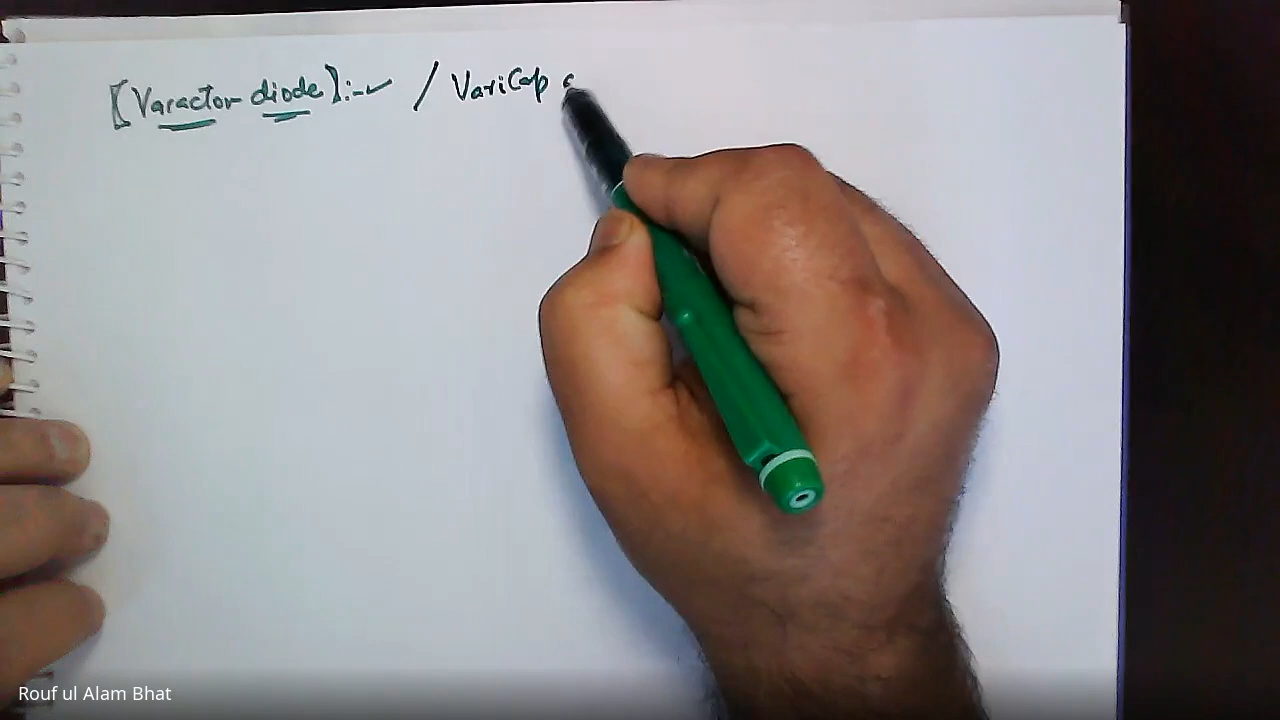 [Varactor diode]:- / VariCap
Rouf ul Alam Bhat